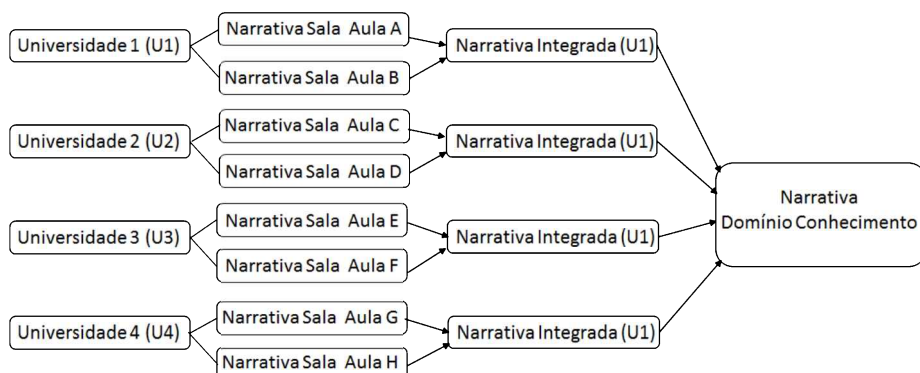 Universidade 1 (U1)
Narrativa Sala Aula A
Narrativa Sala Aula B
Narrativa Integrada (U1)
Universidade 2 (U2)
Narrativa Sala Aula C
Narrativa Sala Aula D
Narrativa Integrada (U1)
Universidade 3 (U3)
Narrativa Sala Aula E
Narrativa Sala Aula F
Narrativa Integrada (U1)
Universidade 4 (U4)
Narrativa Sala Aula G
Narrativa Sala Aula H
Narrativa Integrada (U1)
Narrativa
Domínio Conhecimento